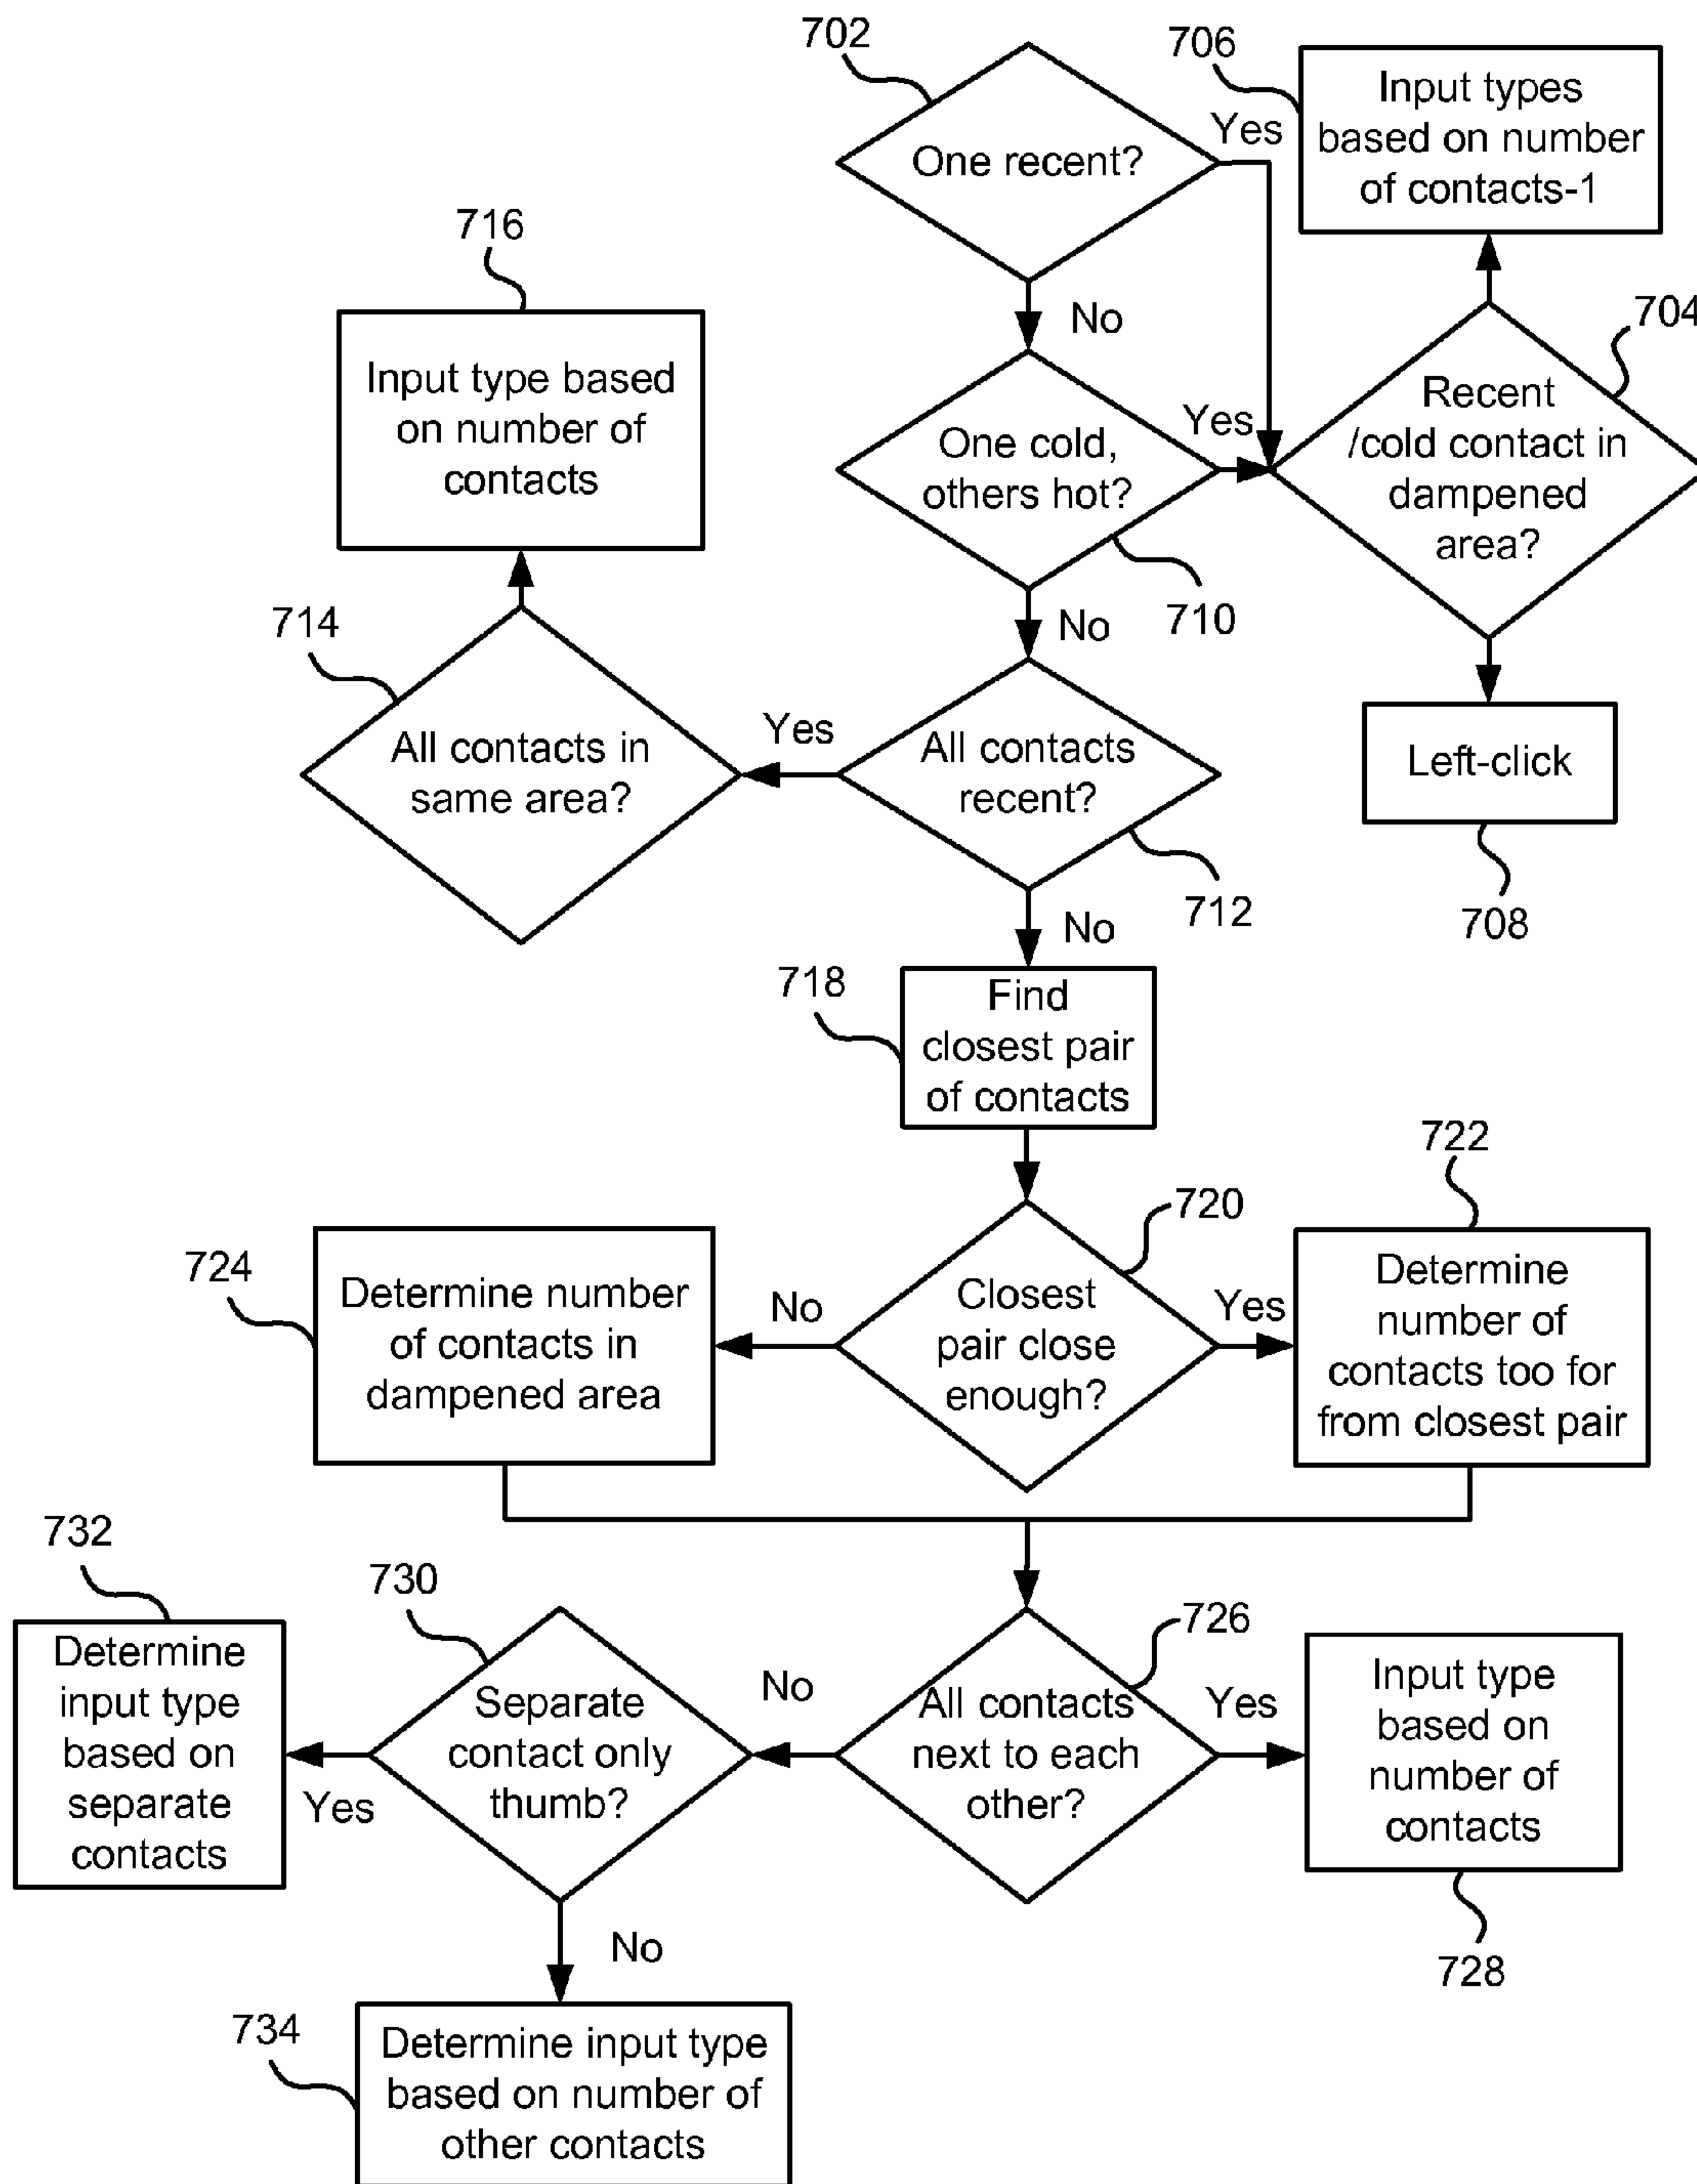 702
One recent?
Yes
706
Input types
based on number
of contacts-1
No
704
Recent
/cold contact in
dampened
area?
One cold,
others hot?
Yes
710
No
708
Left-click
716
Input type based
on number of
contacts
714
All contacts in
same area?
Yes
All contacts
recent?
712
No
718
Find
closest pair
of contacts
720
Closest
pair close
enough?
Yes
722
Determine
number of
contacts too for
from closest pair
No
724
Determine number
of contacts in
dampened area
726
All contacts
next to each
other?
Yes
Input type
based on
number of
contacts
728
No
730
Separate
contact only
thumb?
Yes
732
Determine
input type
based on
separate
contacts
No
734
Determine input type
based on number of
other contacts